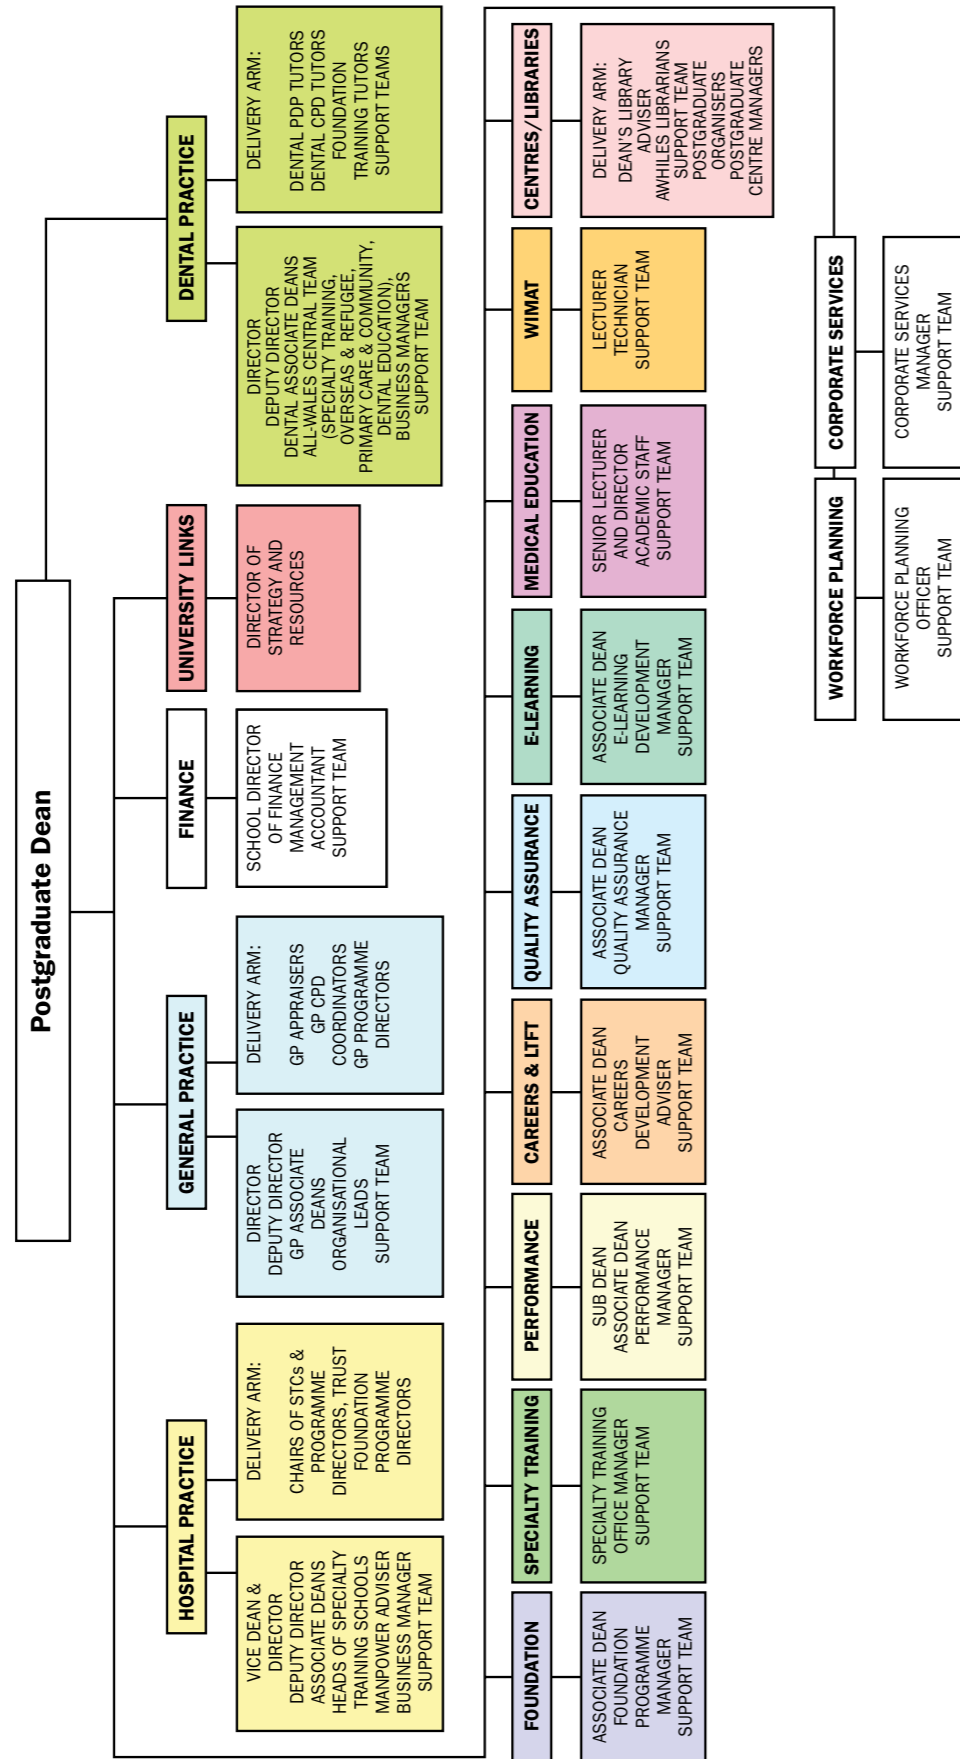 Postgraduate Dean
HOSPITAL PRACTICE
VICE DEAN &
DIRECTOR
DEPUTY DIRECTOR
ASSOCIATE DEANS
HEADS OF SPECIALTY
TRAINING SCHOOLS
MANPOWER ADVISER
BUSINESS MANAGER
SUPPORT TEAM
DELIVERY ARM:
CHAIRS OF STCs &
PROGRAMME
DIRECTORS, TRUST
FOUNDATION
PROGRAMME
DIRECTORS
GENERAL PRACTICE
DIRECTOR
DEPUTY DIRECTOR
GP ASSOCIATE
DEANS
ORGANISATIONAL
LEADS
SUPPORT TEAM
DELIVERY ARM:
GP APPRAISERS
GP CPD
COORDINATORS
GP PROGRAMME
DIRECTORS
FINANCE
SCHOOL DIRECTOR
OF FINANCE
MANAGEMENT
ACCOUNTANT
SUPPORT TEAM
UNIVERSITY LINKS
DIRECTOR OF
STRATEGY AND
RESOURCES
DENTAL PRACTICE
DIRECTOR
DEPUTY DIRECTOR
DENTAL ASSOCIATE DEANS
ALL-WALES CENTRAL TEAM
(SPECIALTY TRAINING,
OVERSEAS & REFUGEE,
PRIMARY CARE & COMMUNITY,
DENTAL EDUCATION),
BUSINESS MANAGERS
SUPPORT TEAM
DELIVERY ARM:
DENTAL PDP TUTORS
DENTAL CPD TUTORS
FOUNDATION
TRAINING TUTORS
SUPPORT TEAMS
FOUNDATION
ASSOCIATE DEAN
FOUNDATION
PROGRAMME
MANAGER
SUPPORT TEAM
SPECIALTY TRAINING
SPECIALTY TRAINING
OFFICE MANAGER
SUPPORT TEAM
PERFORMANCE
SUB DEAN
ASSOCIATE DEAN
PERFORMANCE
MANAGER
SUPPORT TEAM
CAREERS & LTFT
ASSOCIATE DEAN
CAREERS
DEVELOPMENT
ADVISER
SUPPORT TEAM
QUALITY ASSURANCE
ASSOCIATE DEAN
QUALITY ASSURANCE
MANAGER
SUPPORT TEAM
E-LEARNING
ASSOCIATE DEAN
E-LEARNING
DEVELOPMENT
MANAGER
SUPPORT TEAM
MEDICAL EDUCATION
SENIOR LECTURER
AND DIRECTOR
ACADEMIC STAFF
SUPPORT TEAM
WIMAT
LECTURER
TECHNICIAN
SUPPORT TEAM
CENTRES/LIBRARIES
DELIVERY ARM:
DEAN'S LIBRARY
ADVISER
AWHILES LIBRARIANS
SUPPORT TEAM
POSTGRADUATE
ORGANISERS
POSTGRADUATE
CENTRE MANAGERS
WORKFORCE PLANNING
WORKFORCE PLANNING
OFFICER
SUPPORT TEAM
CORPORATE SERVICES
CORPORATE SERVICES
MANAGER
SUPPORT TEAM